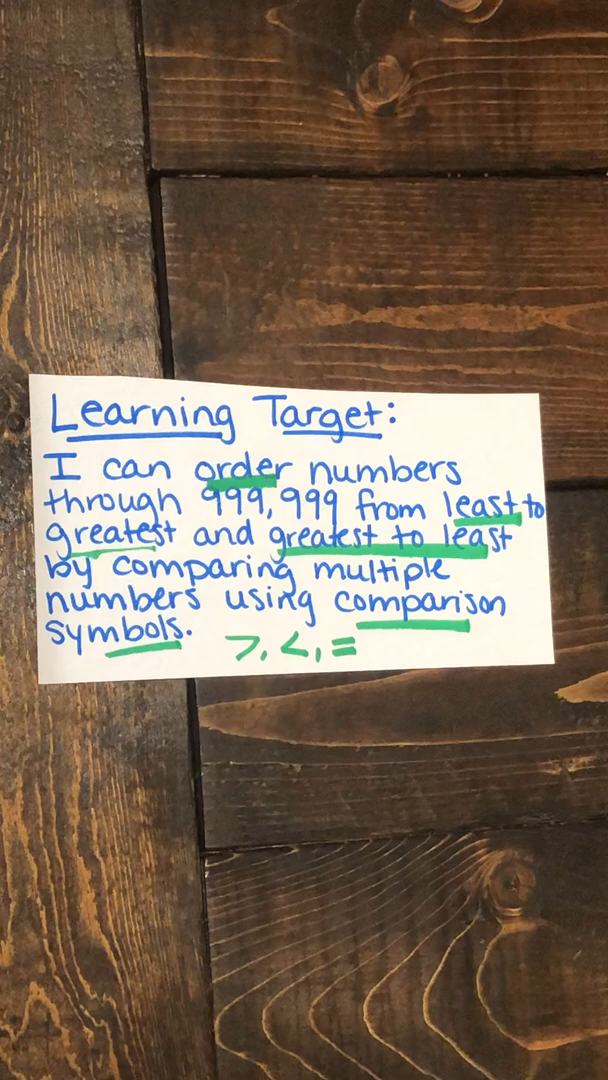 Learning Target:
I can order numbers
through 999,999 from least to
greatest and greatest to least
by comparing multiple
numbers using comparison
symbols. >, <, =